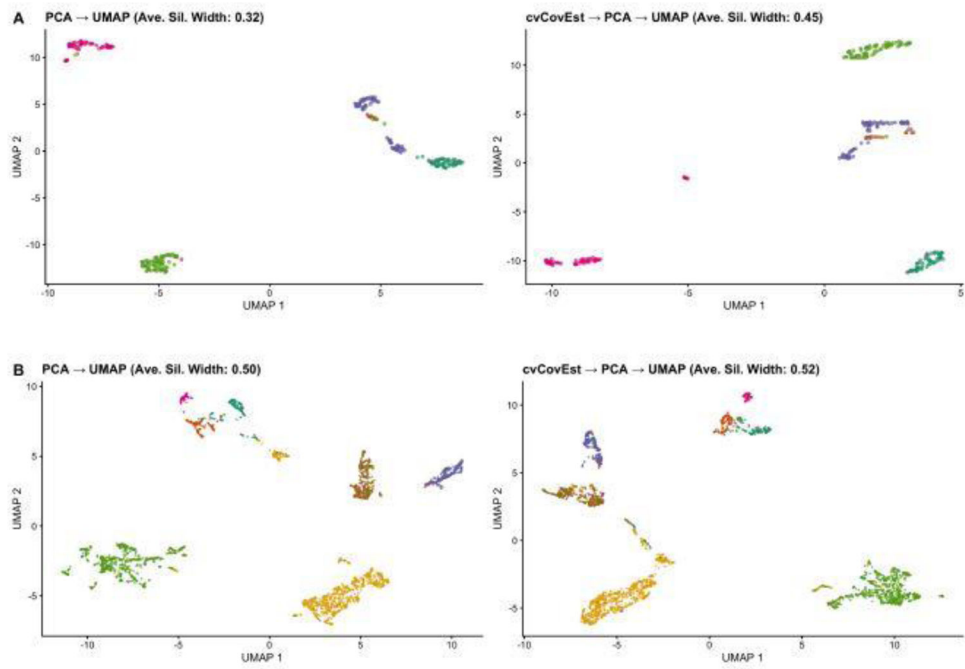 A PCA → UMAP (Ave. Sil. Width: 0.32)
10
5
0
-5
-10
UMAP 2
-10 -5 0 5
UMAP 1
cvCovEst → PCA → UMAP (Ave. Sil. Width: 0.45)
10
5
0
-5
-10
UMAP 2
-10 -5 0 5
UMAP 1
B PCA → UMAP (Ave. Sil. Width: 0.50)
10
5
0
-5
UMAP 2
-10 -5 0 5 10
UMAP 1
cvCovEst → PCA → UMAP (Ave. Sil. Width: 0.52)
10
5
0
-5
UMAP 2
-5 0 5 10
UMAP 1